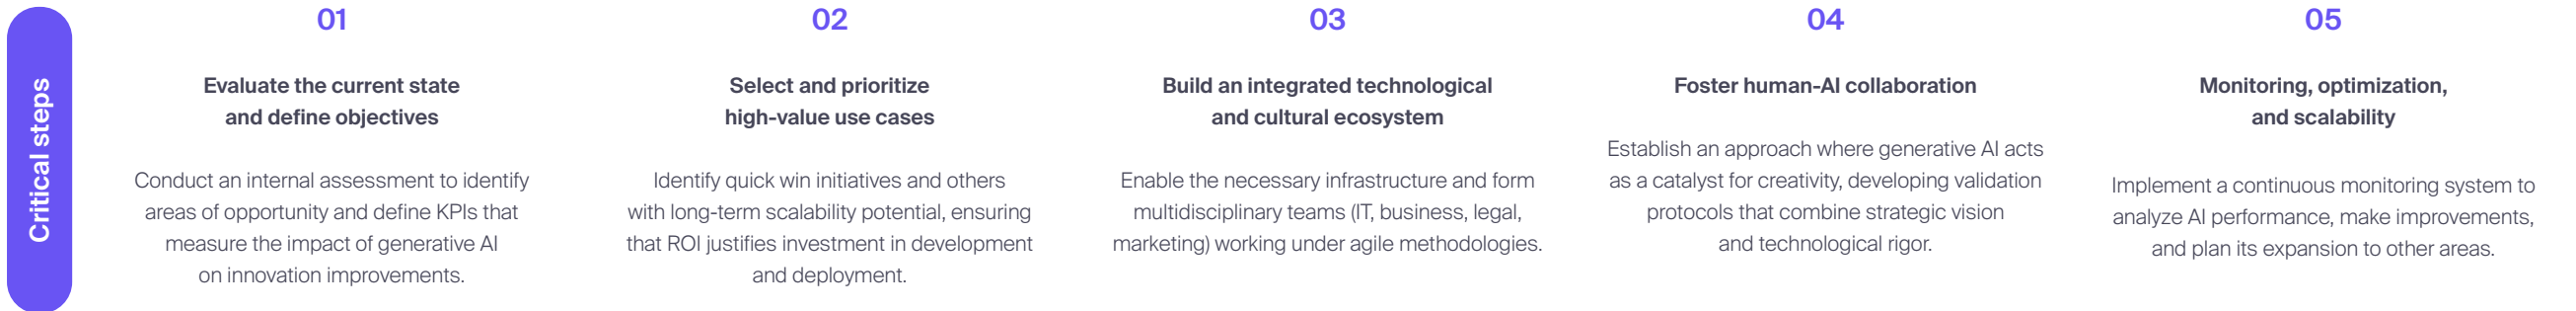 Critical steps
01
Evaluate the current state
and define objectives
Conduct an internal assessment to identify
areas of opportunity and define KPIs that
measure the impact of generative AI
on innovation improvements.
02
Select and prioritize
high-value use cases
Identify quick win initiatives and others
with long-term scalability potential, ensuring
that ROI justifies investment in development
and deployment.
03
Build an integrated technological
and cultural ecosystem
Enable the necessary infrastructure and form
multidisciplinary teams (IT, business, legal,
marketing) working under agile methodologies.
04
Foster human-AI collaboration
Establish an approach where generative AI acts
as a catalyst for creativity, developing validation
protocols that combine strategic vision
and technological rigor.
05
Monitoring, optimization,
and scalability
Implement a continuous monitoring system to
analyze AI performance, make improvements,
and plan its expansion to other areas.